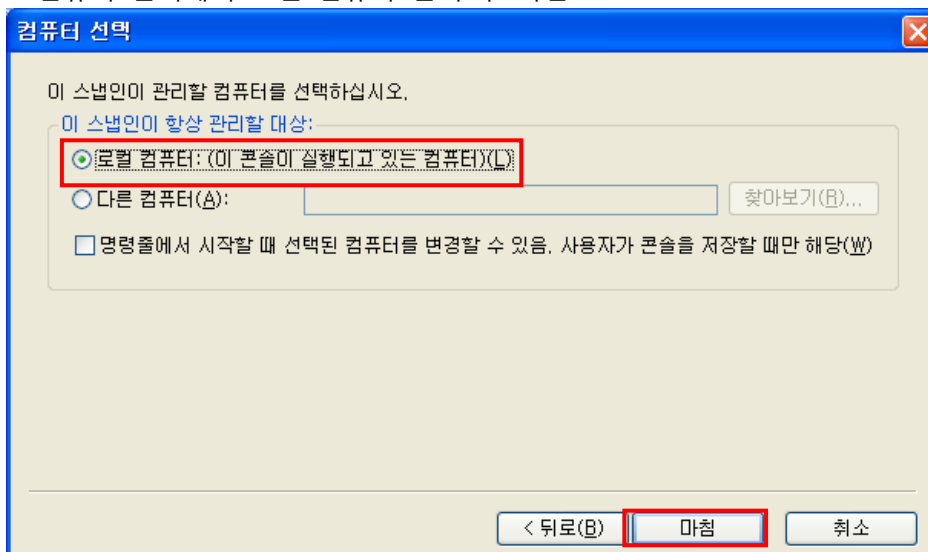 컴퓨터 선택
이 스냅인이 관리할 컴퓨터를 선택하십시오.
이 스냅인이 항상 관리할 대상:
로컬 컴퓨터: (이 콘솔이 실행되고 있는 컴퓨터)(L)
다른 컴퓨터(A): 찾아보기(R)...
명령줄에서 시작할 때 선택된 컴퓨터를 변경할 수 있음. 사용자가 콘솔을 저장할 때만 해당(W)
< 뒤로(B) 마침 취소